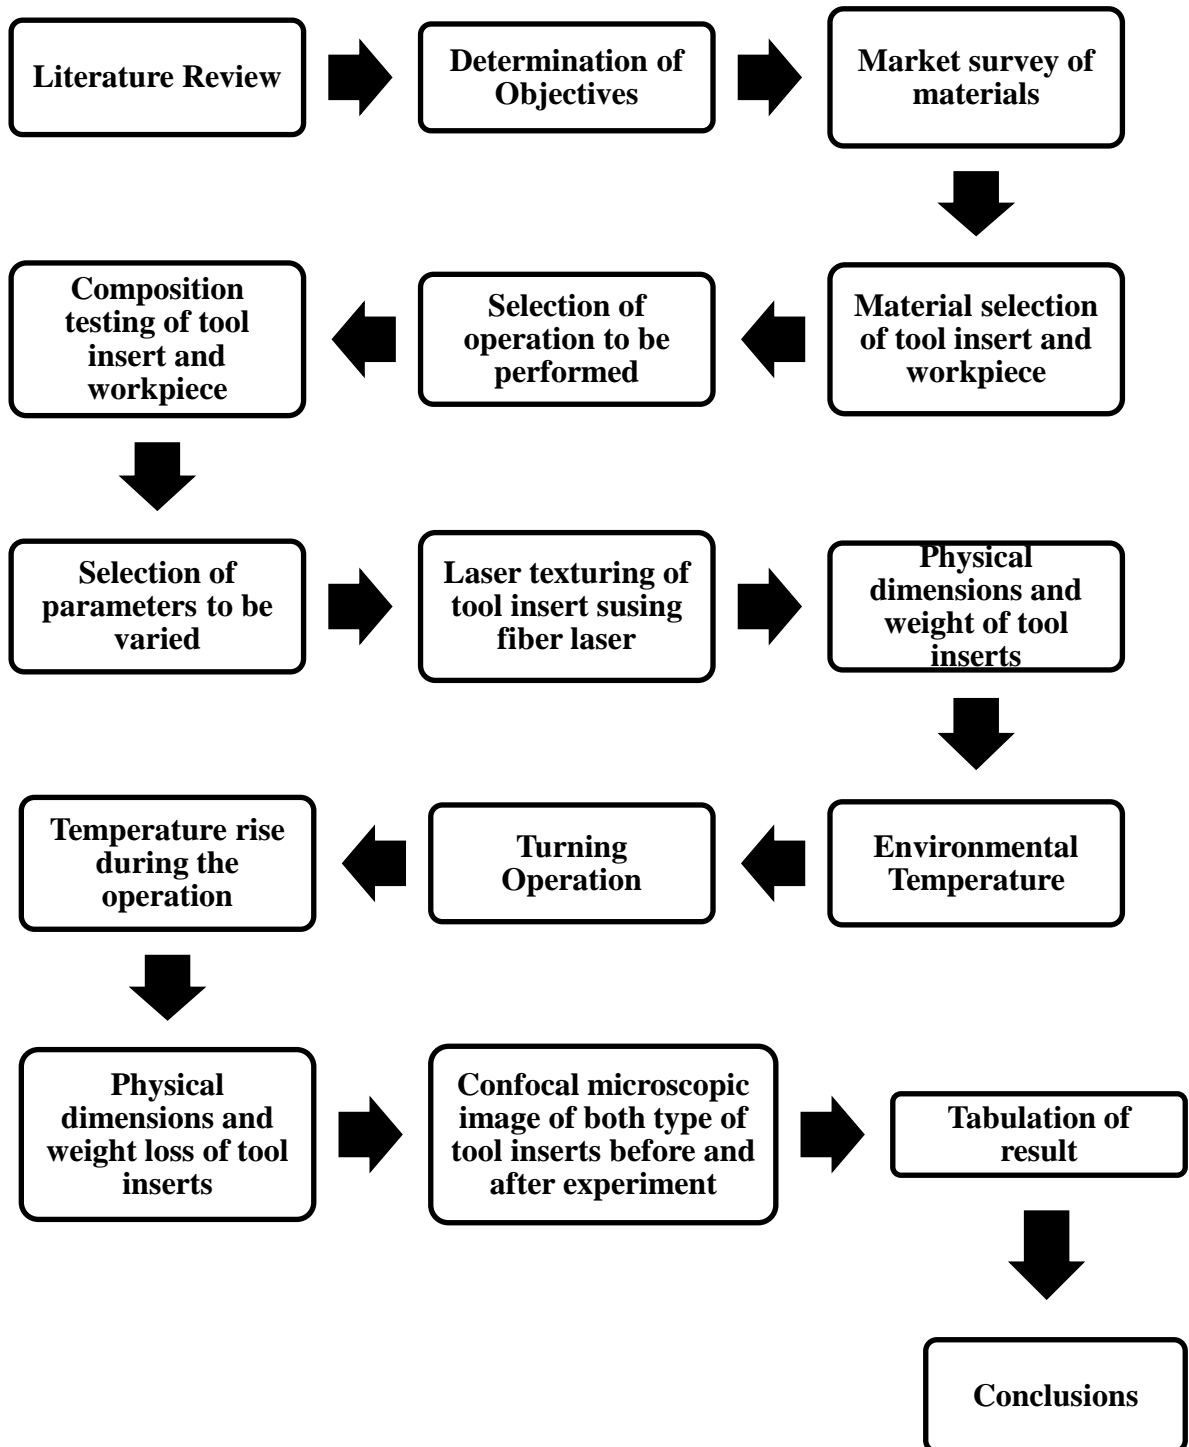 Literature Review
Determination of
Objectives
Market survey of
materials
Material selection
of tool insert and
workpiece
Selection of
operation to be
performed
Composition
testing of tool
insert and
workpiece
Selection of
parameters to be
varied
Laser texturing of
tool insert susing
fiber laser
Physical
dimensions and
weight of tool
inserts
Environmental
Temperature
Turning
Operation
Temperature rise
during the
operation
Physical
dimensions and
weight loss of tool
inserts
Confocal microscopic
image of both type of
tool inserts before and
after experiment
Tabulation of
result
Conclusions